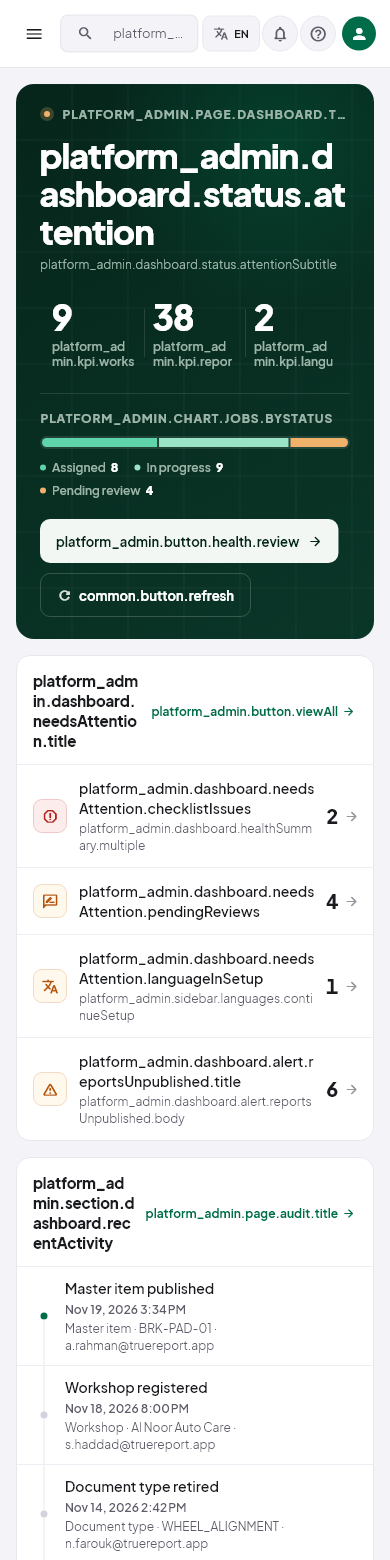 platform_...
EN
PLATFORM_ADMIN.PAGE.DASHBOARD.T...
platform_admin.d
ashboard.status.at
tention
platform_admin.dashboard.status.attentionSubtitle
9 38 2
platform_ad platform_ad platform_ad
min.kpi.works min.kpi.repor min.kpi.langu
PLATFORM_ADMIN.CHART.JOBS.BYSTATUS
Assigned 8 In progress 9
Pending review 4
platform_admin.button.health.review
common.button.refresh
platform_adm
in.dashboard.
needsAttentio
n.title
platform_admin.button.viewAll
platform_admin.dashboard.needs
AttentionchecklistIssues
platform_admin.dashboard.healthSumm
ary.multiple
2
platform_admin.dashboard.needs
Attention.pendingReviews
4
platform_admin.dashboard.needs
Attention.languageInSetup
platform_admin.sidebar.languages.conti
nueSetup
1
platform_admin.dashboard.alert.r
eportsUnpublished.title
platform_admin.dashboard.alert.reports
Unpublished.body
6
platform_ad
min.section.d
ashboard.rec
entActivity
platform_admin.page.audit.title
Master item published
Nov 19, 2026 3:34 PM
Master item · BRK-PAD-01 ·
a.rahman@truereport.app
Workshop registered
Nov 18, 2026 8:00 PM
Workshop · Al Noor Auto Care ·
s.haddad@truereport.app
Document type retired
Nov 14, 2026 2:42 PM
Document type · WHEEL_ALIGNMENT ·
n.farouk@truereport.app